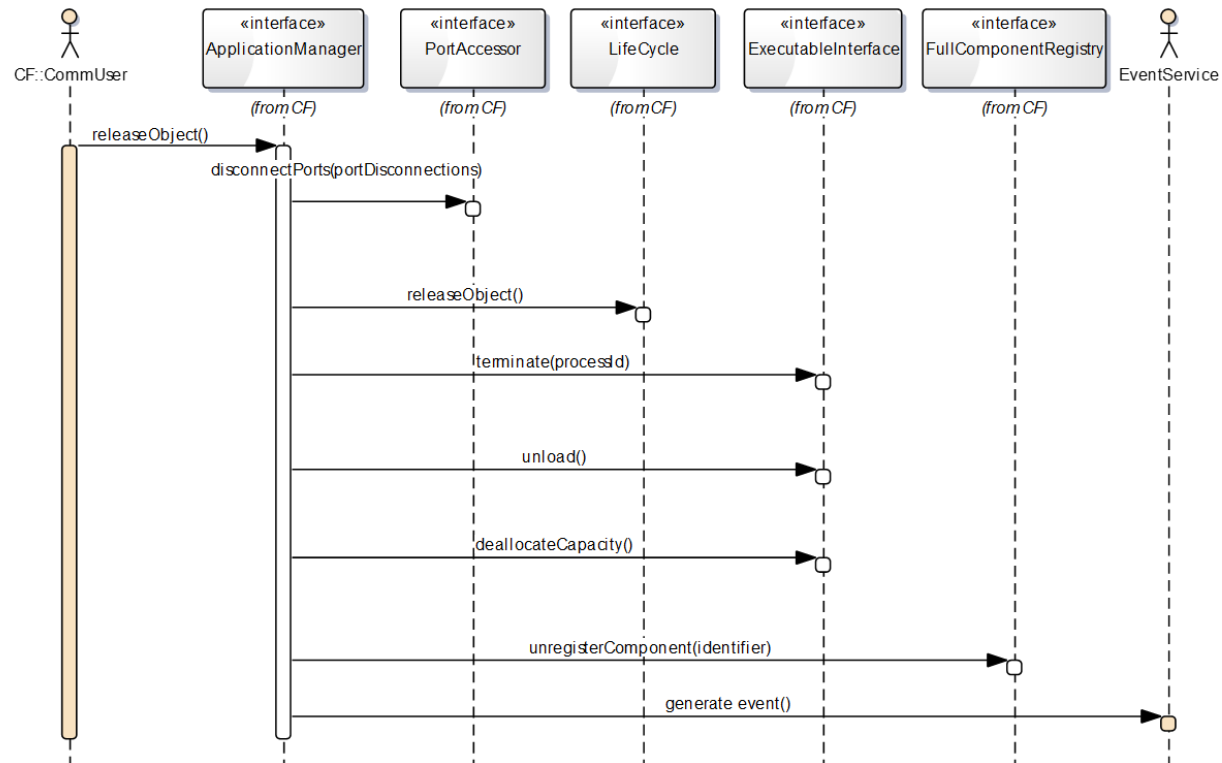 CF::CommUser
«interface»
ApplicationManager
(from CF)
«interface»
PortAccessor
(from CF)
«interface»
LifeCycle
(from CF)
«interface»
ExecutableInterface
(from CF)
«interface»
FullComponentRegistry
(from CF)
EventService
releaseObject()
disconnectPorts(portDisconnections)
releaseObject()
terminate(processId)
unload()
deallocateCapacity()
unregisterComponent(identifier)
generate event()